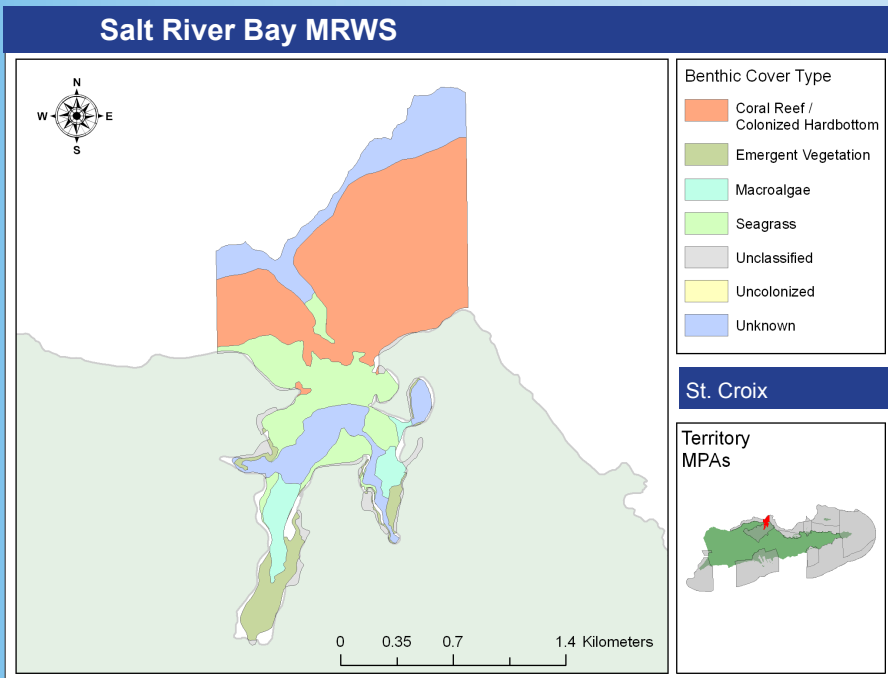 Salt River Bay MRWS
N
W E
S
Benthic Cover Type
Coral Reef /
Colonized Hardbottom
Emergent Vegetation
Macroalgae
Seagrass
Unclassified
Uncolonized
Unknown
St. Croix
Territory
MPAs
0 0.35 0.7 1.4 Kilometers